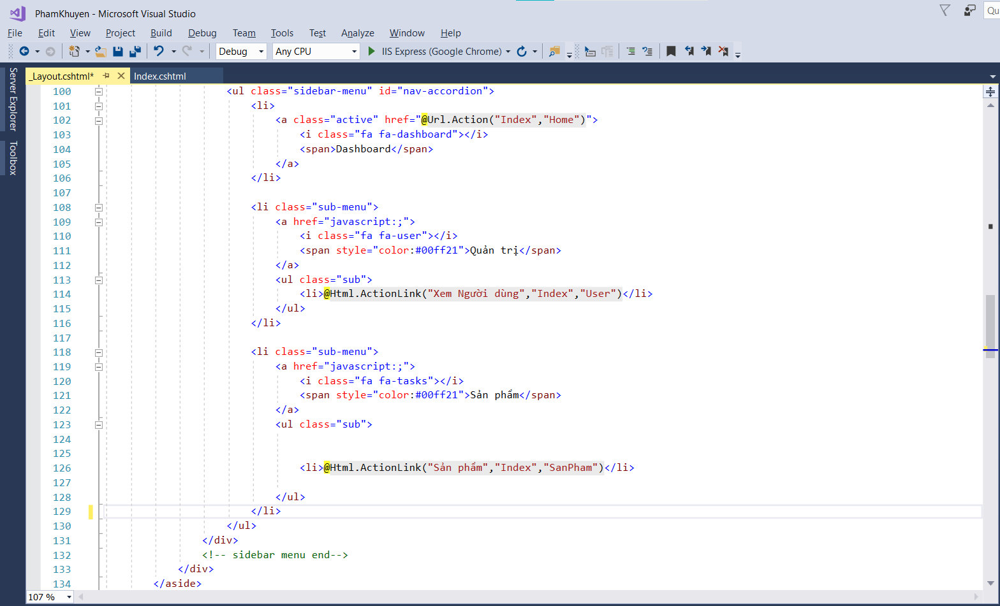 PhamKhuyen - Microsoft Visual Studio
Qu
File Edit View Project Build Debug Team Tools Test Analyze Window Help
Debug Any CPU IIS Express (Google Chrome)
Server Explorer
Toolbox
_Layout.cshtml* Index.cshtml
100 <ul class="sidebar-menu" id="nav-accordion">
101 <li>
102 <a class="active" href="@Url.Action("Index","Home")">
103 <i class="fa fa-dashboard"></i>
104 <span>Dashboard</span>
105 </a>
106 </li>
107
108 <li class="sub-menu">
109 <a href="javascript:;">
110 <i class="fa fa-user"></i>
111 <span style="color:#00ff21">Quản trị</span>
112 </a>
113 <ul class="sub">
114 <li>@Html.ActionLink("Xem Người dùng","Index","User")</li>
115 </ul>
116 </li>
117
118 <li class="sub-menu">
119 <a href="javascript:;">
120 <i class="fa fa-tasks"></i>
121 <span style="color:#00ff21">Sản phẩm</span>
122 </a>
123 <ul class="sub">
124
125
126 <li>@Html.ActionLink("Sản phẩm","Index","SanPham")</li>
127
128 </ul>
129 </li>
130 </ul>
131 </div>
132 <!-- sidebar menu end-->
133 </div>
134 </aside>
107 %